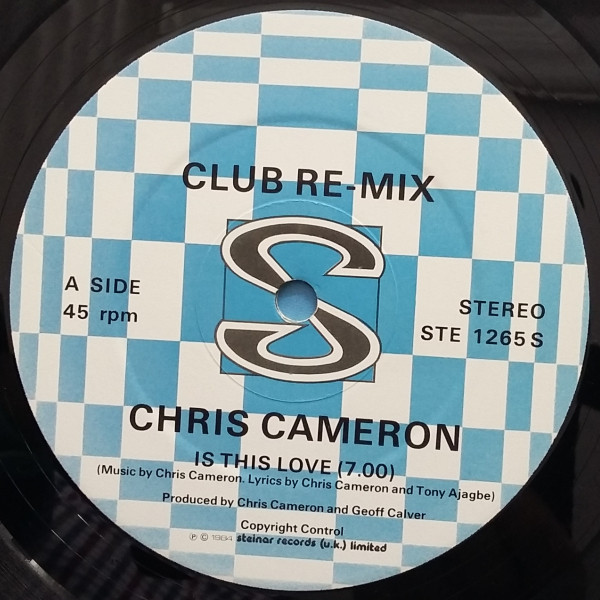 CLUB RE-MIX
S
A SIDE
45 rpm
STEREO
STE 1265 S
CHRIS CAMERON
IS THIS LOVE (7.00)
(Music by Chris Cameron. Lyrics by Chris Cameron and Tony Ajagbe)
Produced by Chris Cameron and Geoff Calver
Copyright Control
℗ © 1984 steinar records (u.k.) limited